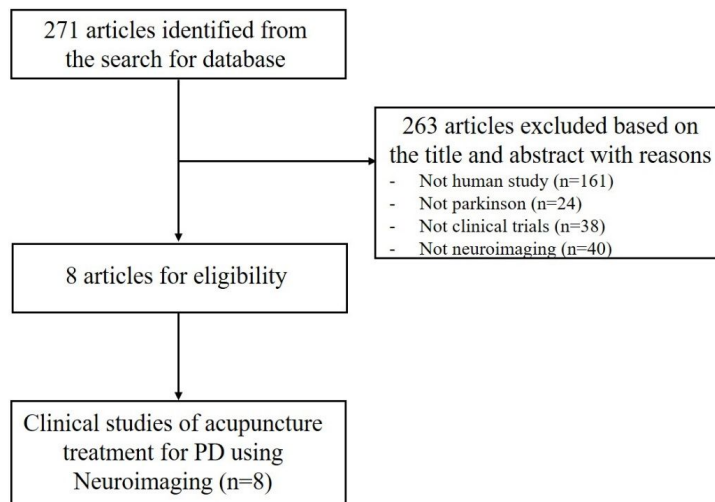 271 articles identified from
the search for database
263 articles excluded based on
the title and abstract with reasons
- Not human study (n=161)
- Not parkinson (n=24)
- Not clinical trials (n=38)
- Not neuroimaging (n=40)
8 articles for eligibility
Clinical studies of acupuncture
treatment for PD using
Neuroimaging (n=8)